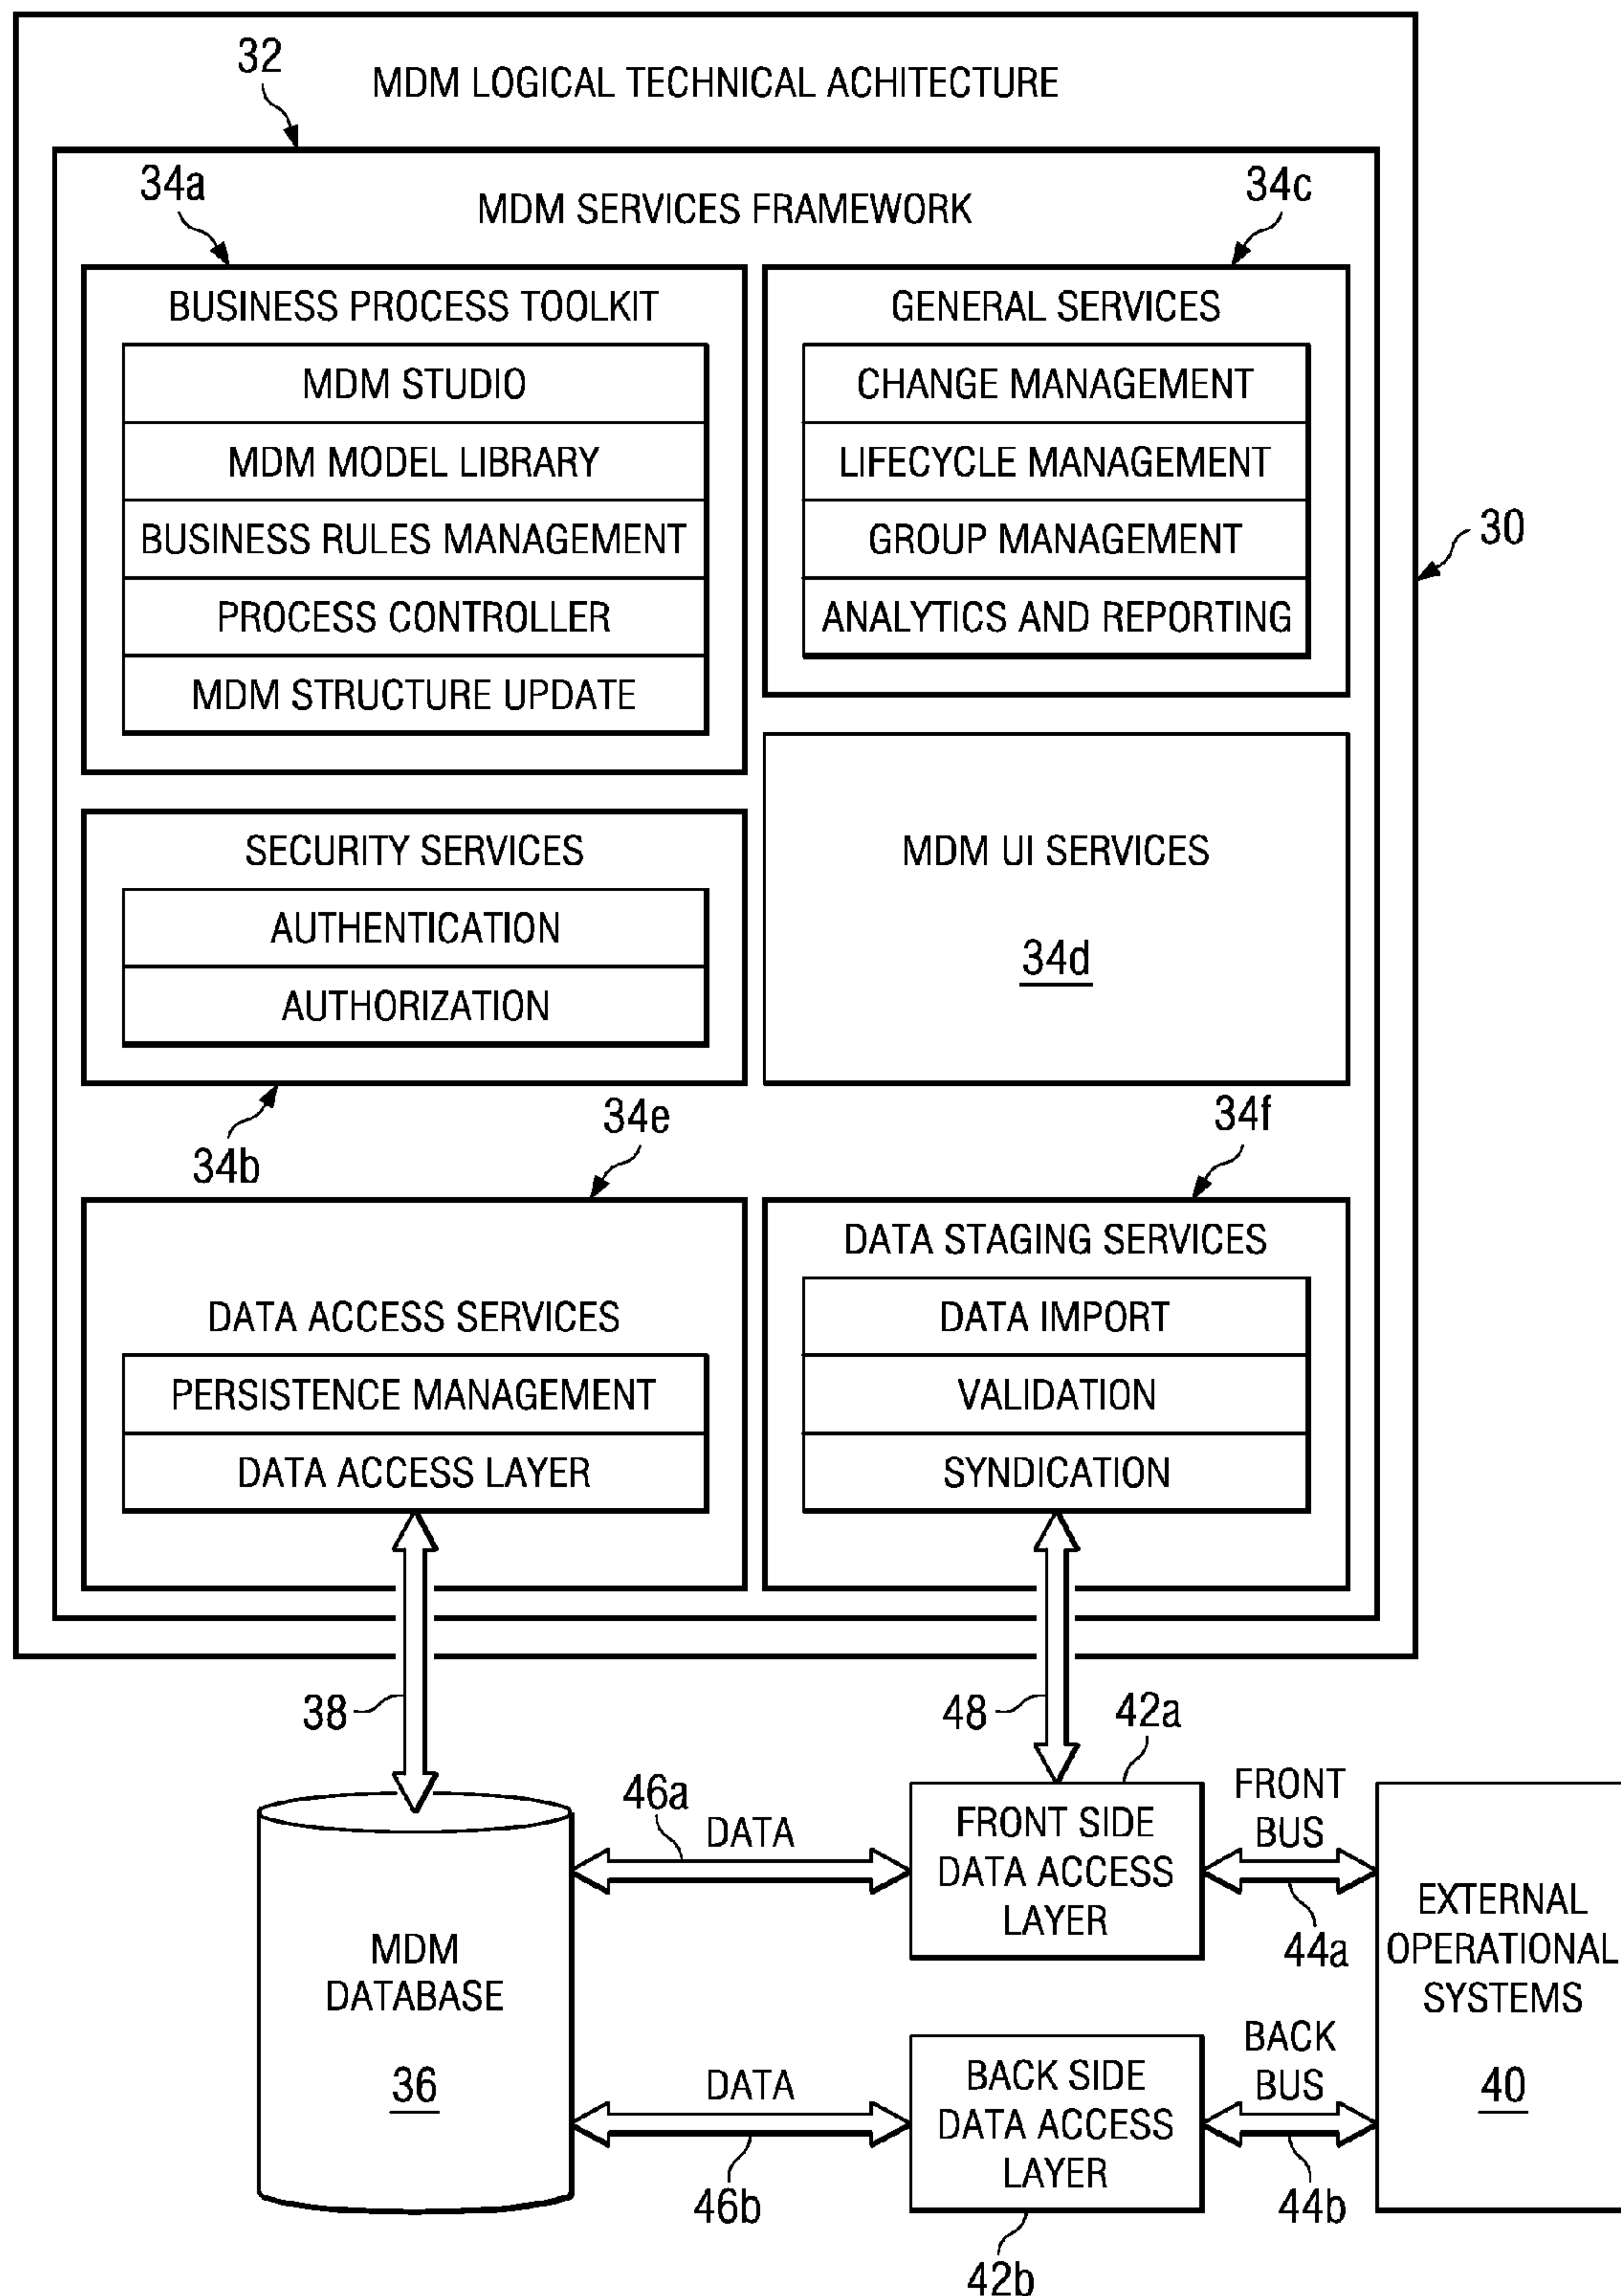 32
MDM LOGICAL TECHNICAL ACHITECTURE
34a
MDM SERVICES FRAMEWORK
34c
BUSINESS PROCESS TOOLKIT
MDM STUDIO
MDM MODEL LIBRARY
BUSINESS RULES MANAGEMENT
PROCESS CONTROLLER
MDM STRUCTURE UPDATE
GENERAL SERVICES
CHANGE MANAGEMENT
LIFECYCLE MANAGEMENT
GROUP MANAGEMENT
ANALYTICS AND REPORTING
30
SECURITY SERVICES
AUTHENTICATION
AUTHORIZATION
34b
MDM UI SERVICES
34d
34e
34f
DATA ACCESS SERVICES
PERSISTENCE MANAGEMENT
DATA ACCESS LAYER
DATA STAGING SERVICES
DATA IMPORT
VALIDATION
SYNDICATION
38
48
42a
46a
DATA
FRONT SIDE
DATA ACCESS
LAYER
FRONT
BUS
44a
MDM
DATABASE
36
EXTERNAL
OPERATIONAL
SYSTEMS
40
DATA
46b
BACK SIDE
DATA ACCESS
LAYER
42b
BACK
BUS
44b